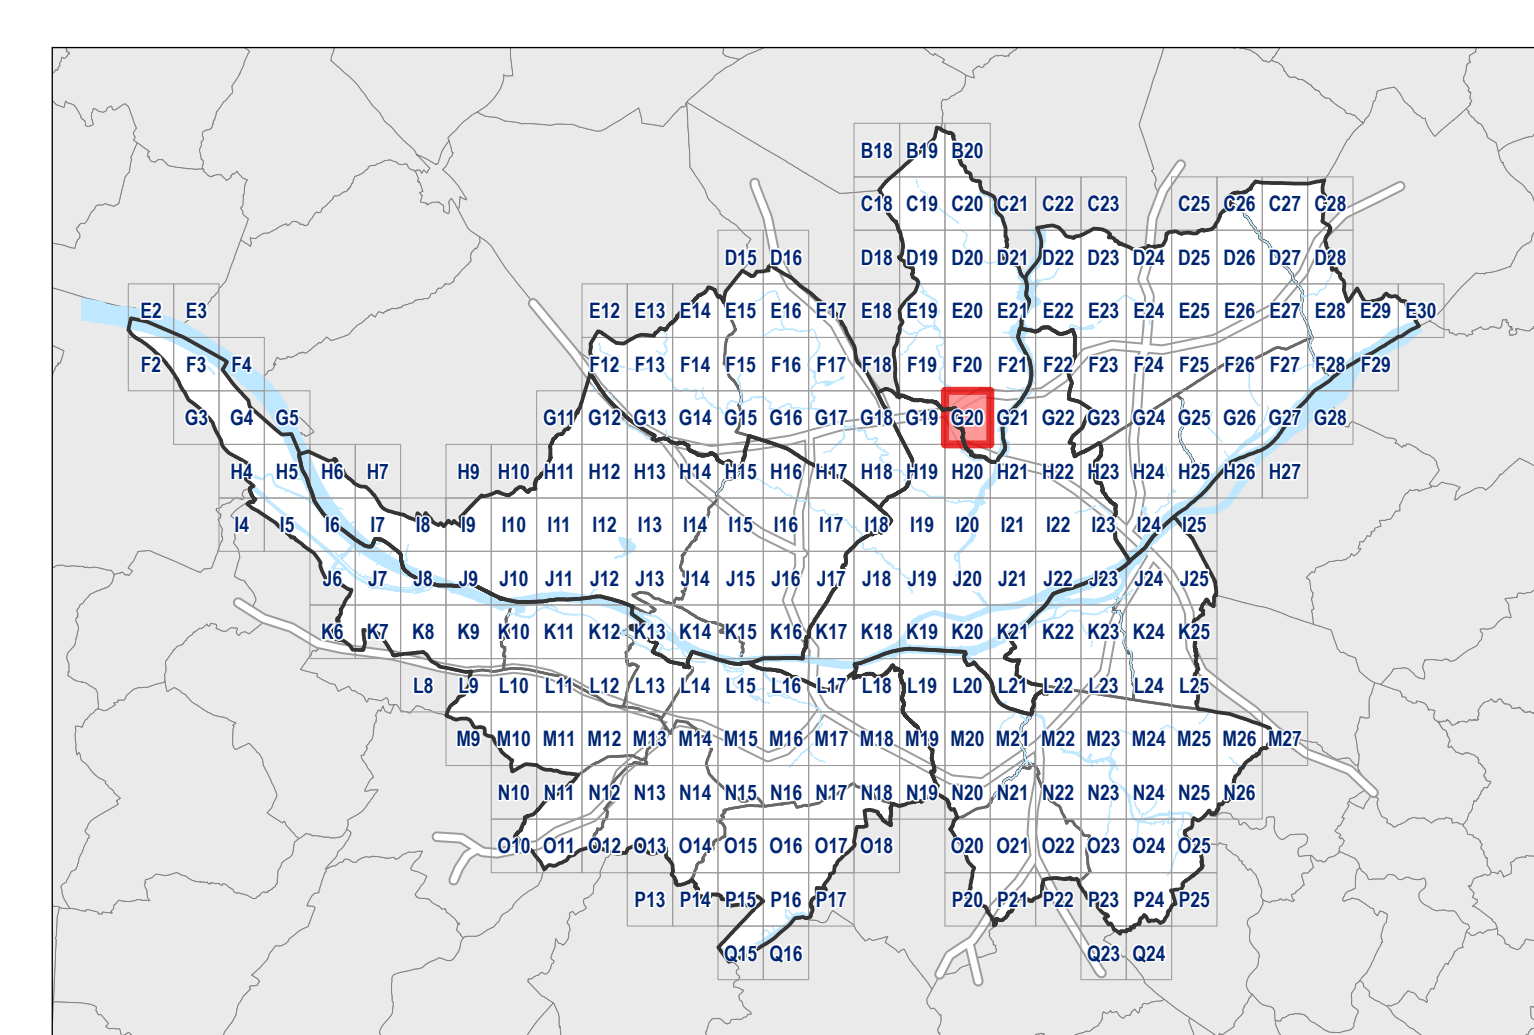 B18 B19 B20
C18 C19 C20 C21 C22 C23 C25 C26 C27 C28
D15 D16 D18 D19 D20 D21 D22 D23 D24 D25 D26 D27 D28
E2 E3 E12 E13 E14 E15 E16 E17 E18 E19 E20 E21 E22 E23 E24 E25 E26 E27 E28 E29 E30
F2 F3 F4 F12 F13 F14 F15 F16 F17 F18 F19 F20 F21 F22 F23 F24 F25 F26 F27 F28 F29
G3 G4 G5 G11 G12 G13 G14 G15 G16 G17 G18 G19 G20 G21 G22 G23 G24 G25 G26 G27 G28
H4 H5 H6 H7 H9 H10 H11 H12 H13 H14 H15 H16 H17 H18 H19 H20 H21 H22 H23 H24 H25 H26 H27
I4 I5 I6 I7 I8 I9 I10 I11 I12 I13 I14 I15 I16 I17 I18 I19 I20 I21 I22 I23 I24 I25
J6 J7 J8 J9 J10 J11 J12 J13 J14 J15 J16 J17 J18 J19 J20 J21 J22 J23 J24 J25
K6 K7 K8 K9 K10 K11 K12 K13 K14 K15 K16 K17 K18 K19 K20 K21 K22 K23 K24 K25
L8 L9 L10 L11 L12 L13 L14 L15 L16 L17 L18 L19 L20 L21 L22 L23 L24 L25
M9 M10 M11 M12 M13 M14 M15 M16 M17 M18 M19 M20 M21 M22 M23 M24 M25 M26 M27
N10 N11 N12 N13 N14 N15 N16 N17 N18 N19 N20 N21 N22 N23 N24 N25 N26
O10 O11 O12 O13 O14 O15 O16 O17 O18 O20 O21 O22 O23 O24 O25
P13 P14 P15 P16 P17 P20 P21 P22 P23 P24 P25
Q15 Q16 Q23 Q24